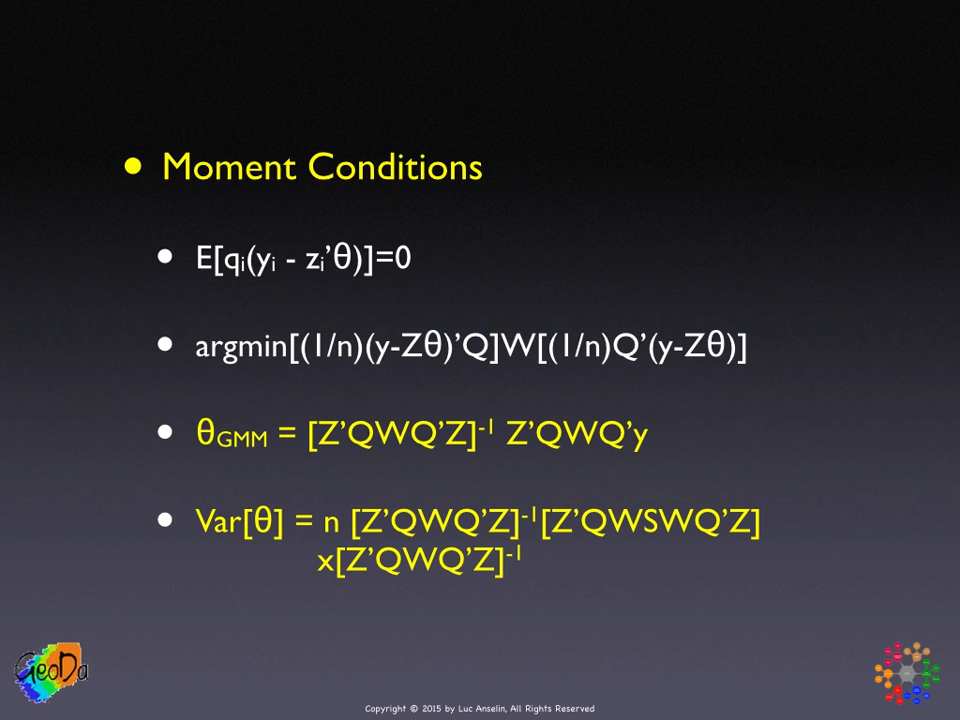 • Moment Conditions
• E[qᵢ(yᵢ - zᵢ’θ)]=0
• argmin[(1/n)(y-Zθ)’Q]W[(1/n)Q’(y-Zθ)]
• θGMM = [Z’QWQ’Z]⁻¹ Z’QWQ’y
• Var[θ] = n [Z’QWQ’Z]⁻¹[Z’QWSWQ’Z]
x[Z’QWQ’Z]⁻¹
GeoDa
Copyright © 2015 by Luc Anselin, All Rights Reserved